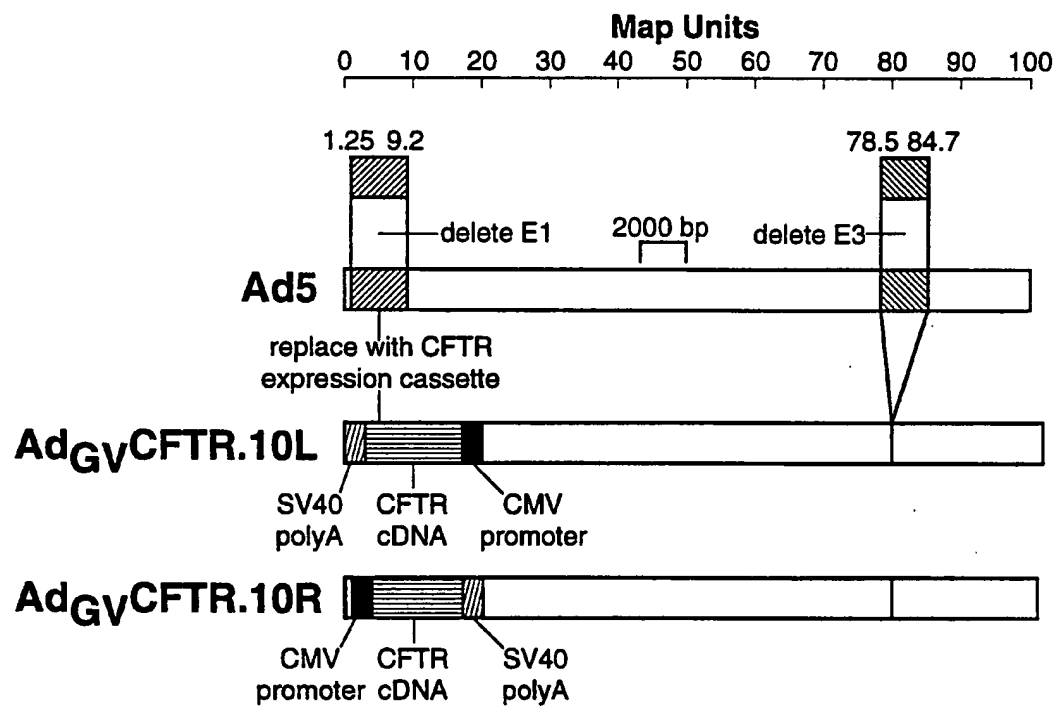 Map Units
0 10 20 30 40 50 60 70 80 90 100
1.25 9.2 78.5 84.7
delete E1 2000 bp delete E3
Ad5
replace with CFTR
expression cassette
AdGVCFTR.10L
SV40 CFTR CMV
polyA cDNA promoter
AdGVCFTR.10R
CMV CFTR SV40
promoter cDNA polyA